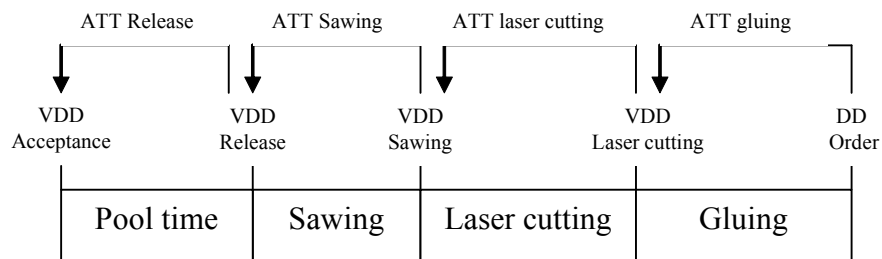 ATT Release ATT Sawing ATT laser cutting ATT gluing
VDD VDD VDD VDD DD
Acceptance Release Sawing Laser cutting Order
Pool time Sawing Laser cutting Gluing